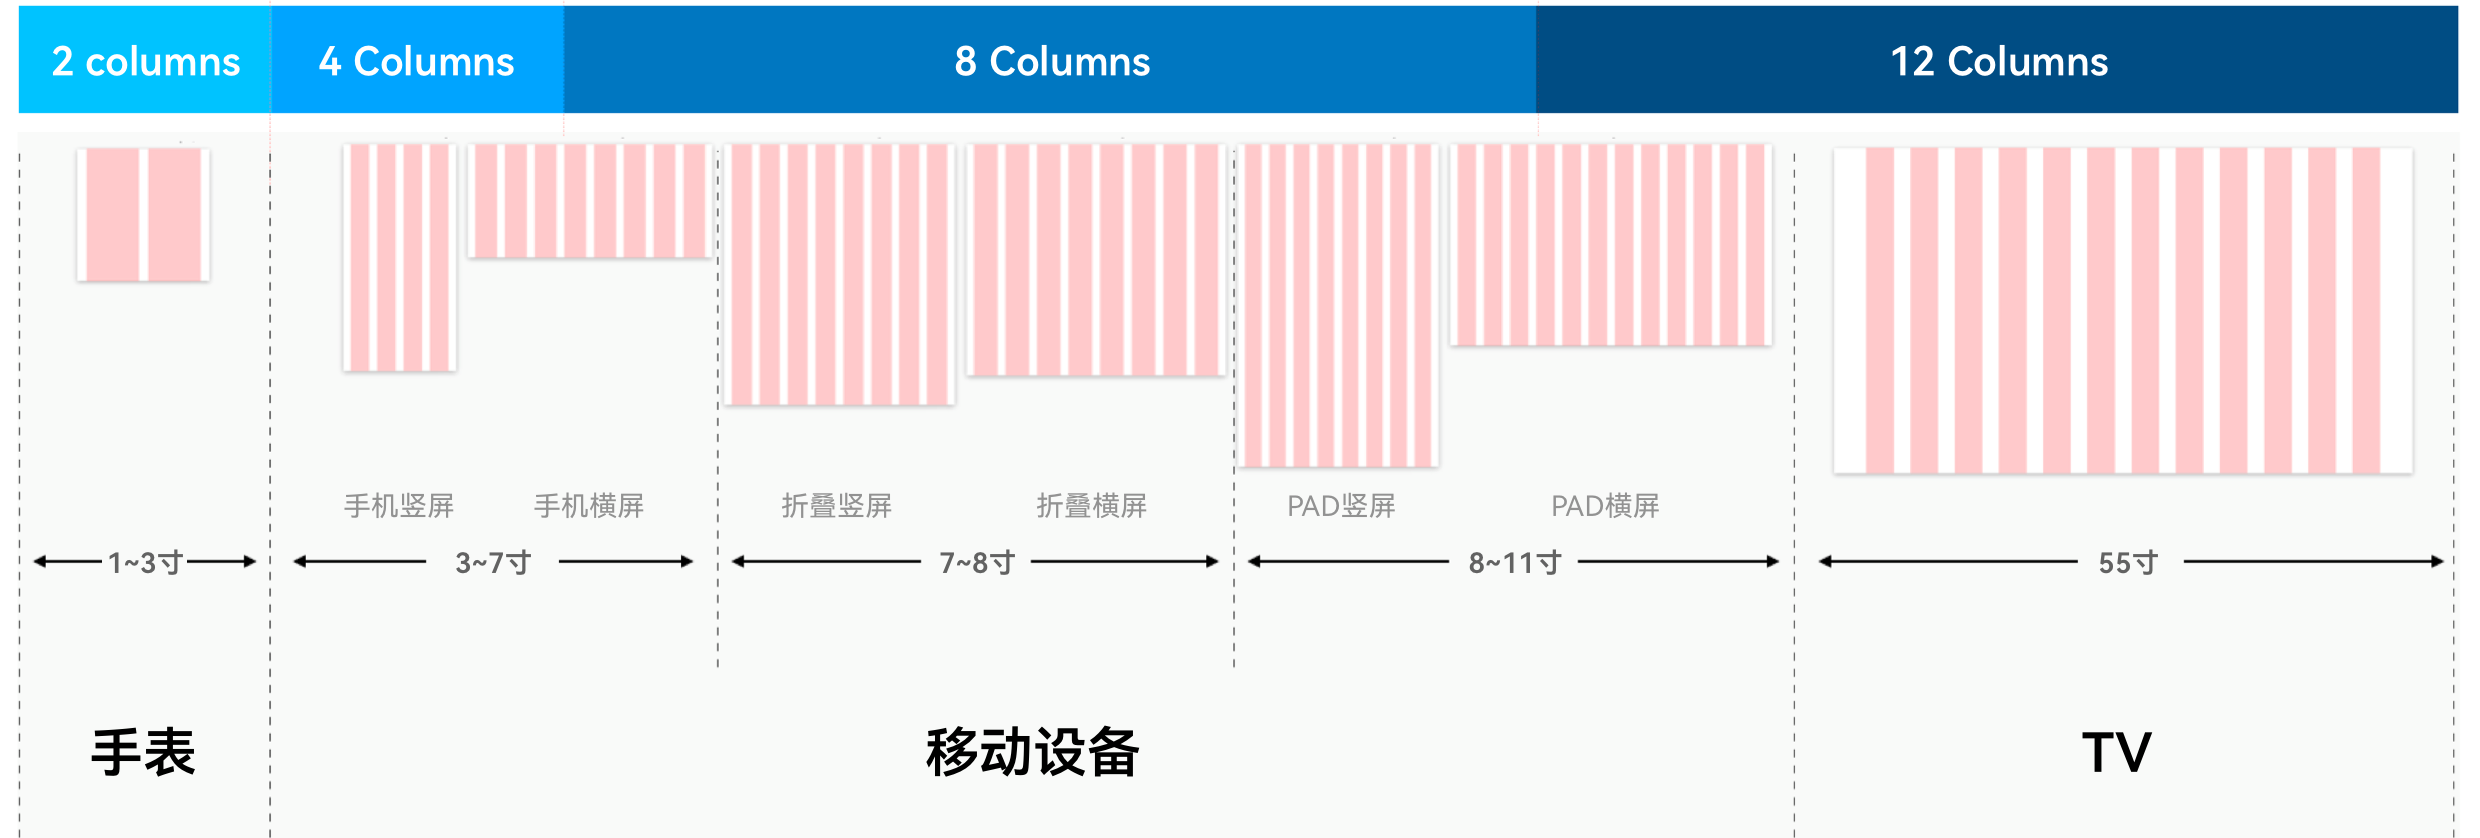 2 columns
4 Columns
8 Columns
12 Columns
手机竖屏
手机横屏
折叠竖屏
折叠横屏
PAD竖屏
PAD横屏
1~3寸
3~7寸
7~8寸
8~11寸
55寸
手表
移动设备
TV